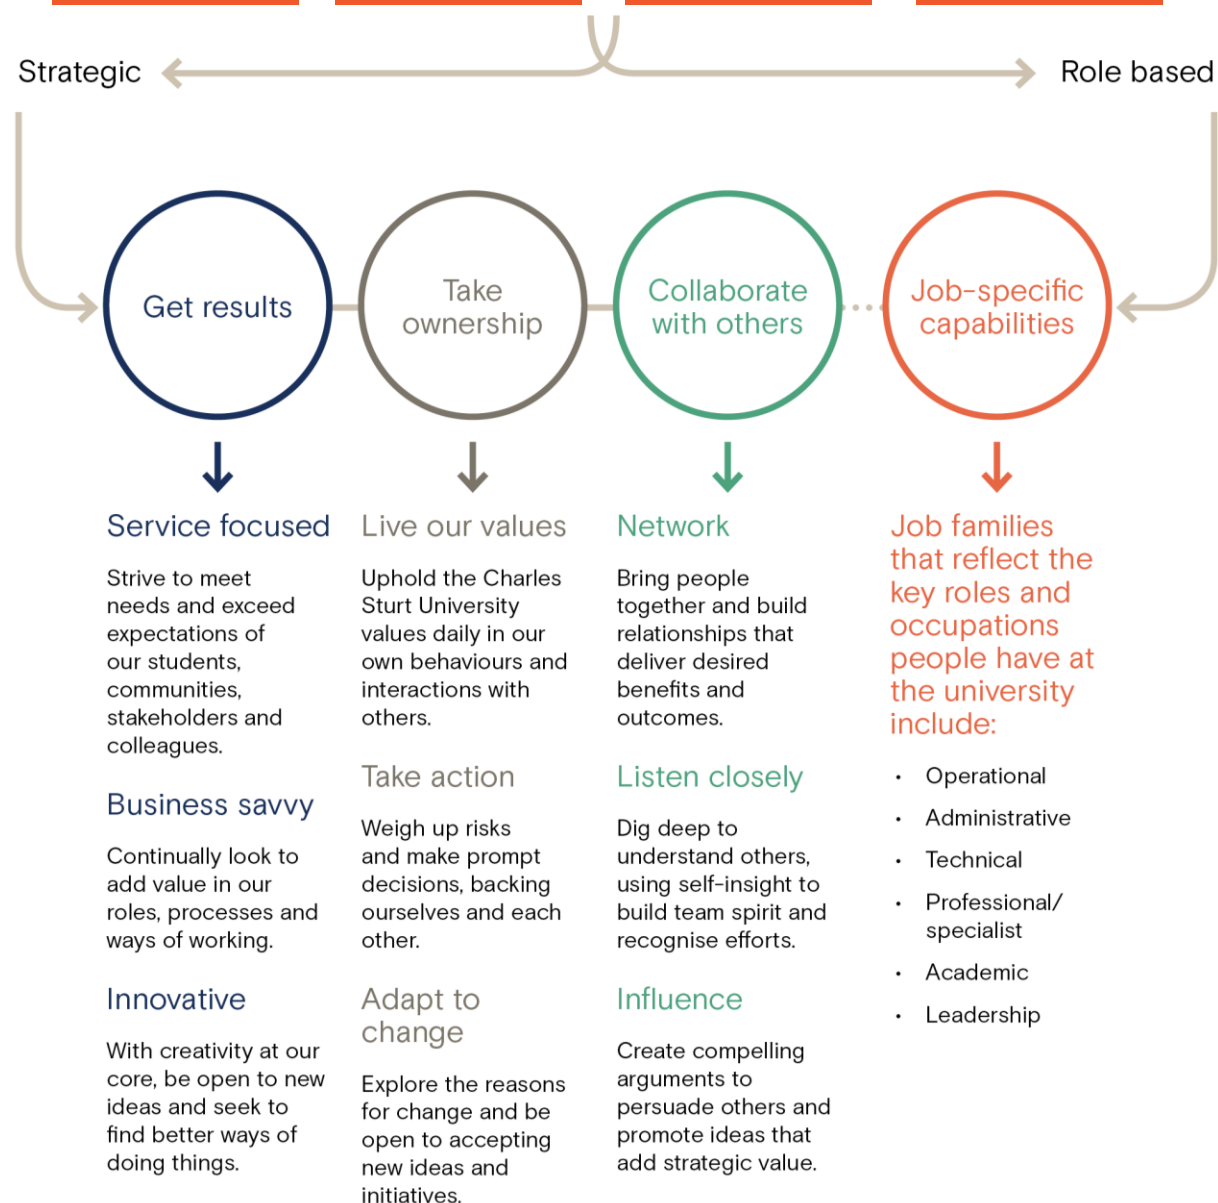 Strategic
Role based
Get results
Take
ownership
Collaborate
with others
Job-specific
capabilities
Service focused
Strive to meet
needs and exceed
expectations of
our students,
communities,
stakeholders and
colleagues.
Business savvy
Continually look to
add value in our
roles, processes and
ways of working.
Innovative
With creativity at our
core, be open to new
ideas and seek to
find better ways of
doing things.
Live our values
Uphold the Charles
Sturt University
values daily in our
own behaviours and
interactions with
others.
Take action
Weigh up risks
and make prompt
decisions, backing
ourselves and each
other.
Adapt to
change
Explore the reasons
for change and be
open to accepting
new ideas and
initiatives.
Network
Bring people
together and build
relationships that
deliver desired
benefits and
outcomes.
Listen closely
Dig deep to
understand others,
using self-insight to
build team spirit and
recognise efforts.
Influence
Create compelling
arguments to
persuade others and
promote ideas that
add strategic value.
Job families
that reflect the
key roles and
occupations
people have at
the university
include:
• Operational
• Administrative
• Technical
• Professional/
specialist
• Academic
• Leadership